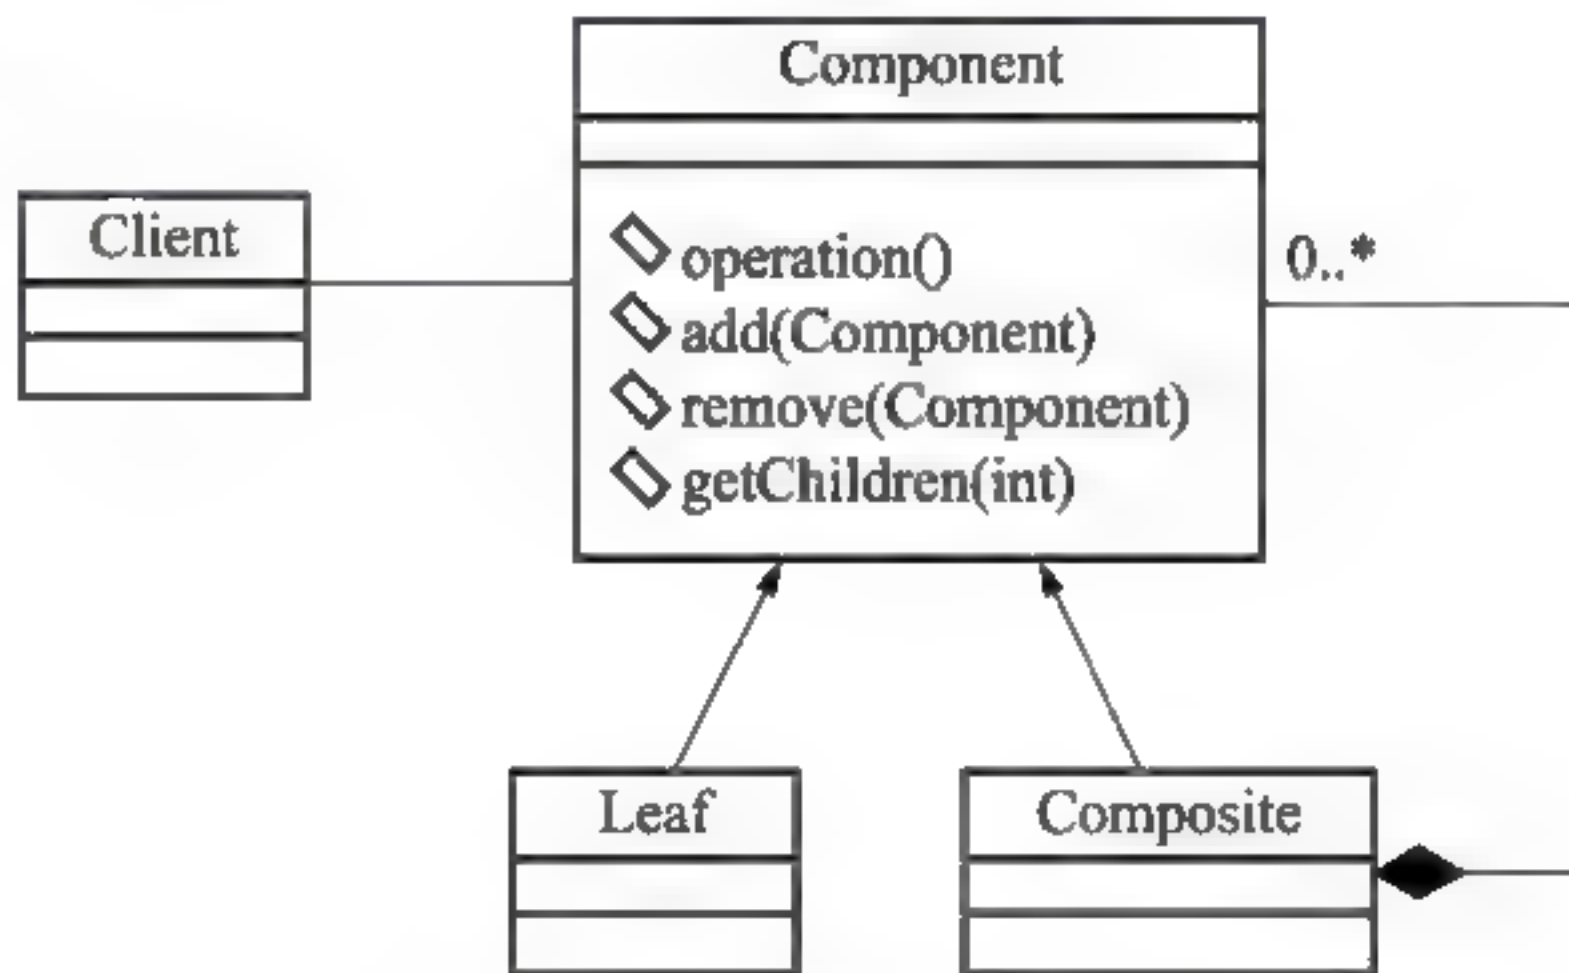 Component
Client
operation()
0..*
add(Component)
remove(Component)
getChildren(int)
Leaf
Composite